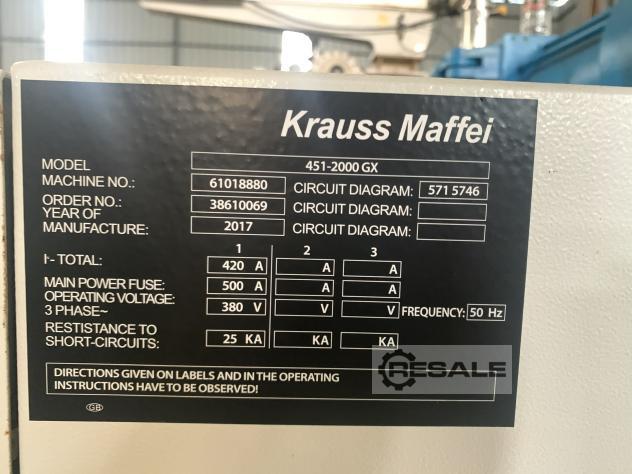 Krauss Maffei
MODEL 451-2000 GX
MACHINE NO.: 61018880 CIRCUIT DIAGRAM: 571 5746
ORDER NO.: 38610069 CIRCUIT DIAGRAM:
YEAR OF
MANUFACTURE: 2017 CIRCUIT DIAGRAM:
1 2 3
I- TOTAL: 420 A A A
MAIN POWER FUSE: 500 A A A
OPERATING VOLTAGE:
3 PHASE~ 380 V V V FREQUENCY: 50 Hz
RESTISTANCE TO
SHORT-CIRCUITS: 25 KA KA KA
DIRECTIONS GIVEN ON LABELS AND IN THE OPERATING
INSTRUCTIONS HAVE TO BE OBSERVED!
RESALE
GB